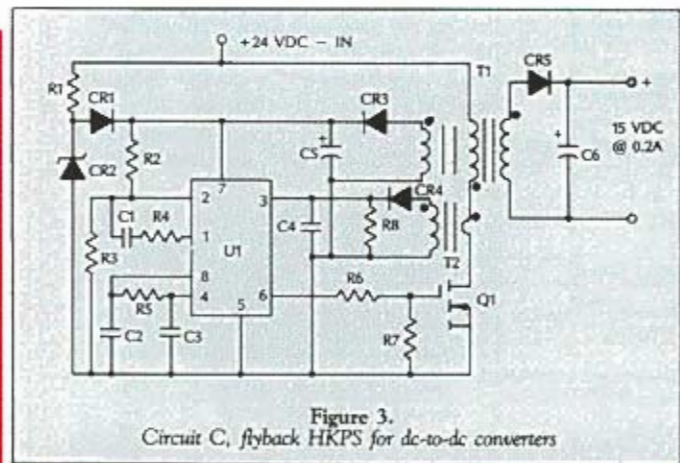 +24 VDC - IN
T1
CR5
R1
CR1
CR3
+
15 VDC
@ 0.2A
C5
+
C6
+
CR2
R2
CR4
7
2
3
C1
R4
1
C4
R8
R3
U1
T2
8
R5
4
6
R6
Q1
5
C2
C3
R7
Figure 3.
Circuit C, flyback HKPS for dc-to-dc converters